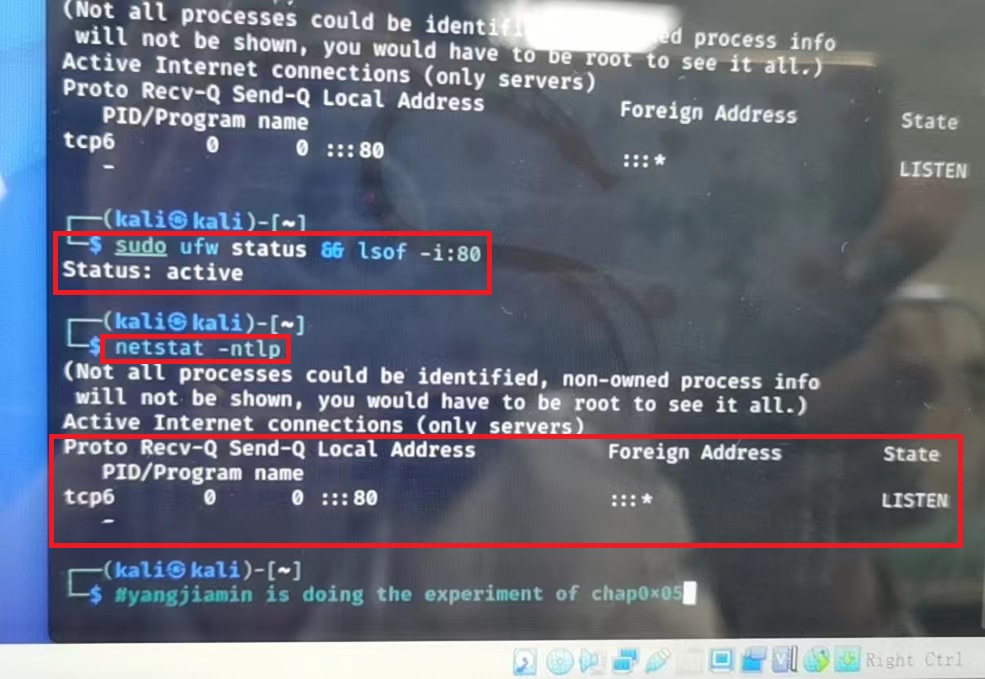 (Not all processes could be identif ed process info
will not be shown, you would have to be root to see it all.)
Active Internet connections (only servers)
Proto Recv-Q Send-Q Local Address Foreign Address State
PID/Program name
tcp6 0 0 :::80 :::* LISTEN
-
┌──(kali㉿kali)-[~]
└─$ sudo ufw status && lsof -i:80
Status: active
┌──(kali㉿kali)-[~]
└─$ netstat -ntlp
(Not all processes could be identified, non-owned process info
will not be shown, you would have to be root to see it all.)
Active Internet connections (only servers)
Proto Recv-Q Send-Q Local Address Foreign Address State
PID/Program name
tcp6 0 0 :::80 :::* LISTEN
-
┌──(kali㉿kali)-[~]
└─$ #yangjiamin is doing the experiment of chap0×05
Right Ctrl